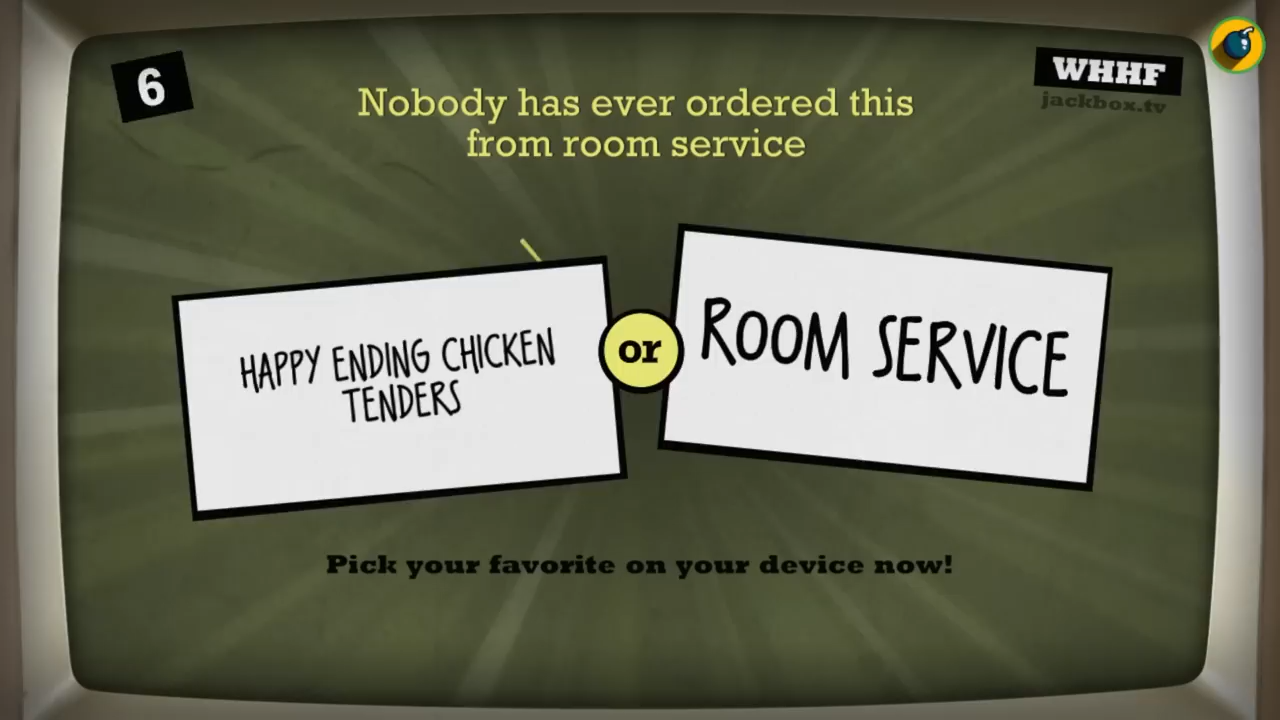 6
WHHF
jackbox.tv
Nobody has ever ordered this
from room service
HAPPY ENDING CHICKEN
TENDERS
or
ROOM SERVICE
Pick your favorite on your device now!